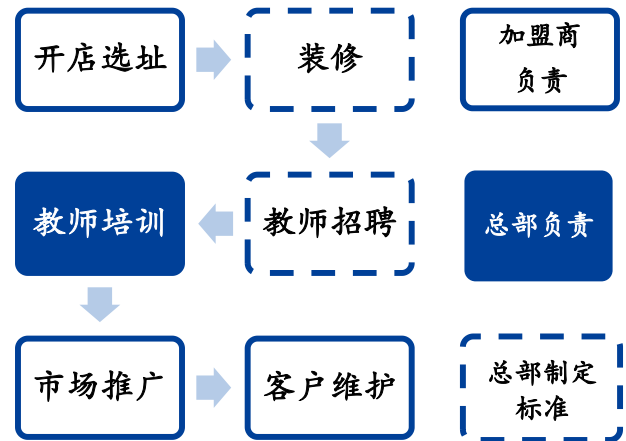 开店选址
装修
加盟商
负责
教师培训
教师招聘
总部负责
市场推广
客户维护
总部制定
标准